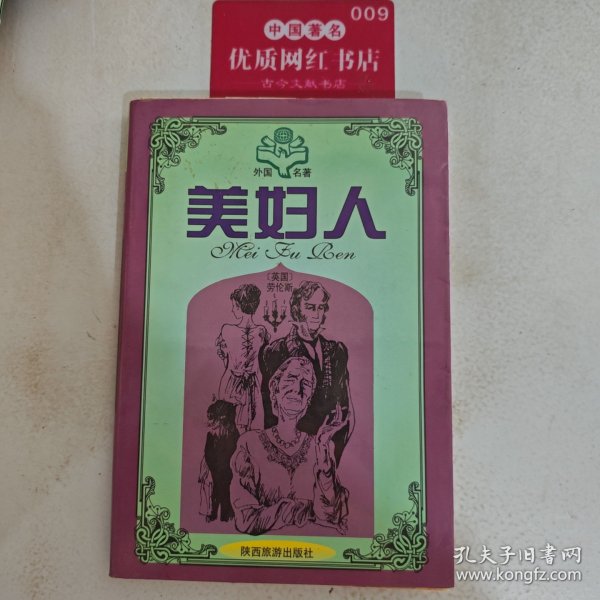 009
中国著名
优质网红书店
古今文献书店
外国 名著
美妇人
Mei Fu Ren
〔英国〕
劳伦斯
陕西旅游出版社
孔夫子旧书网
www.kongfz.com